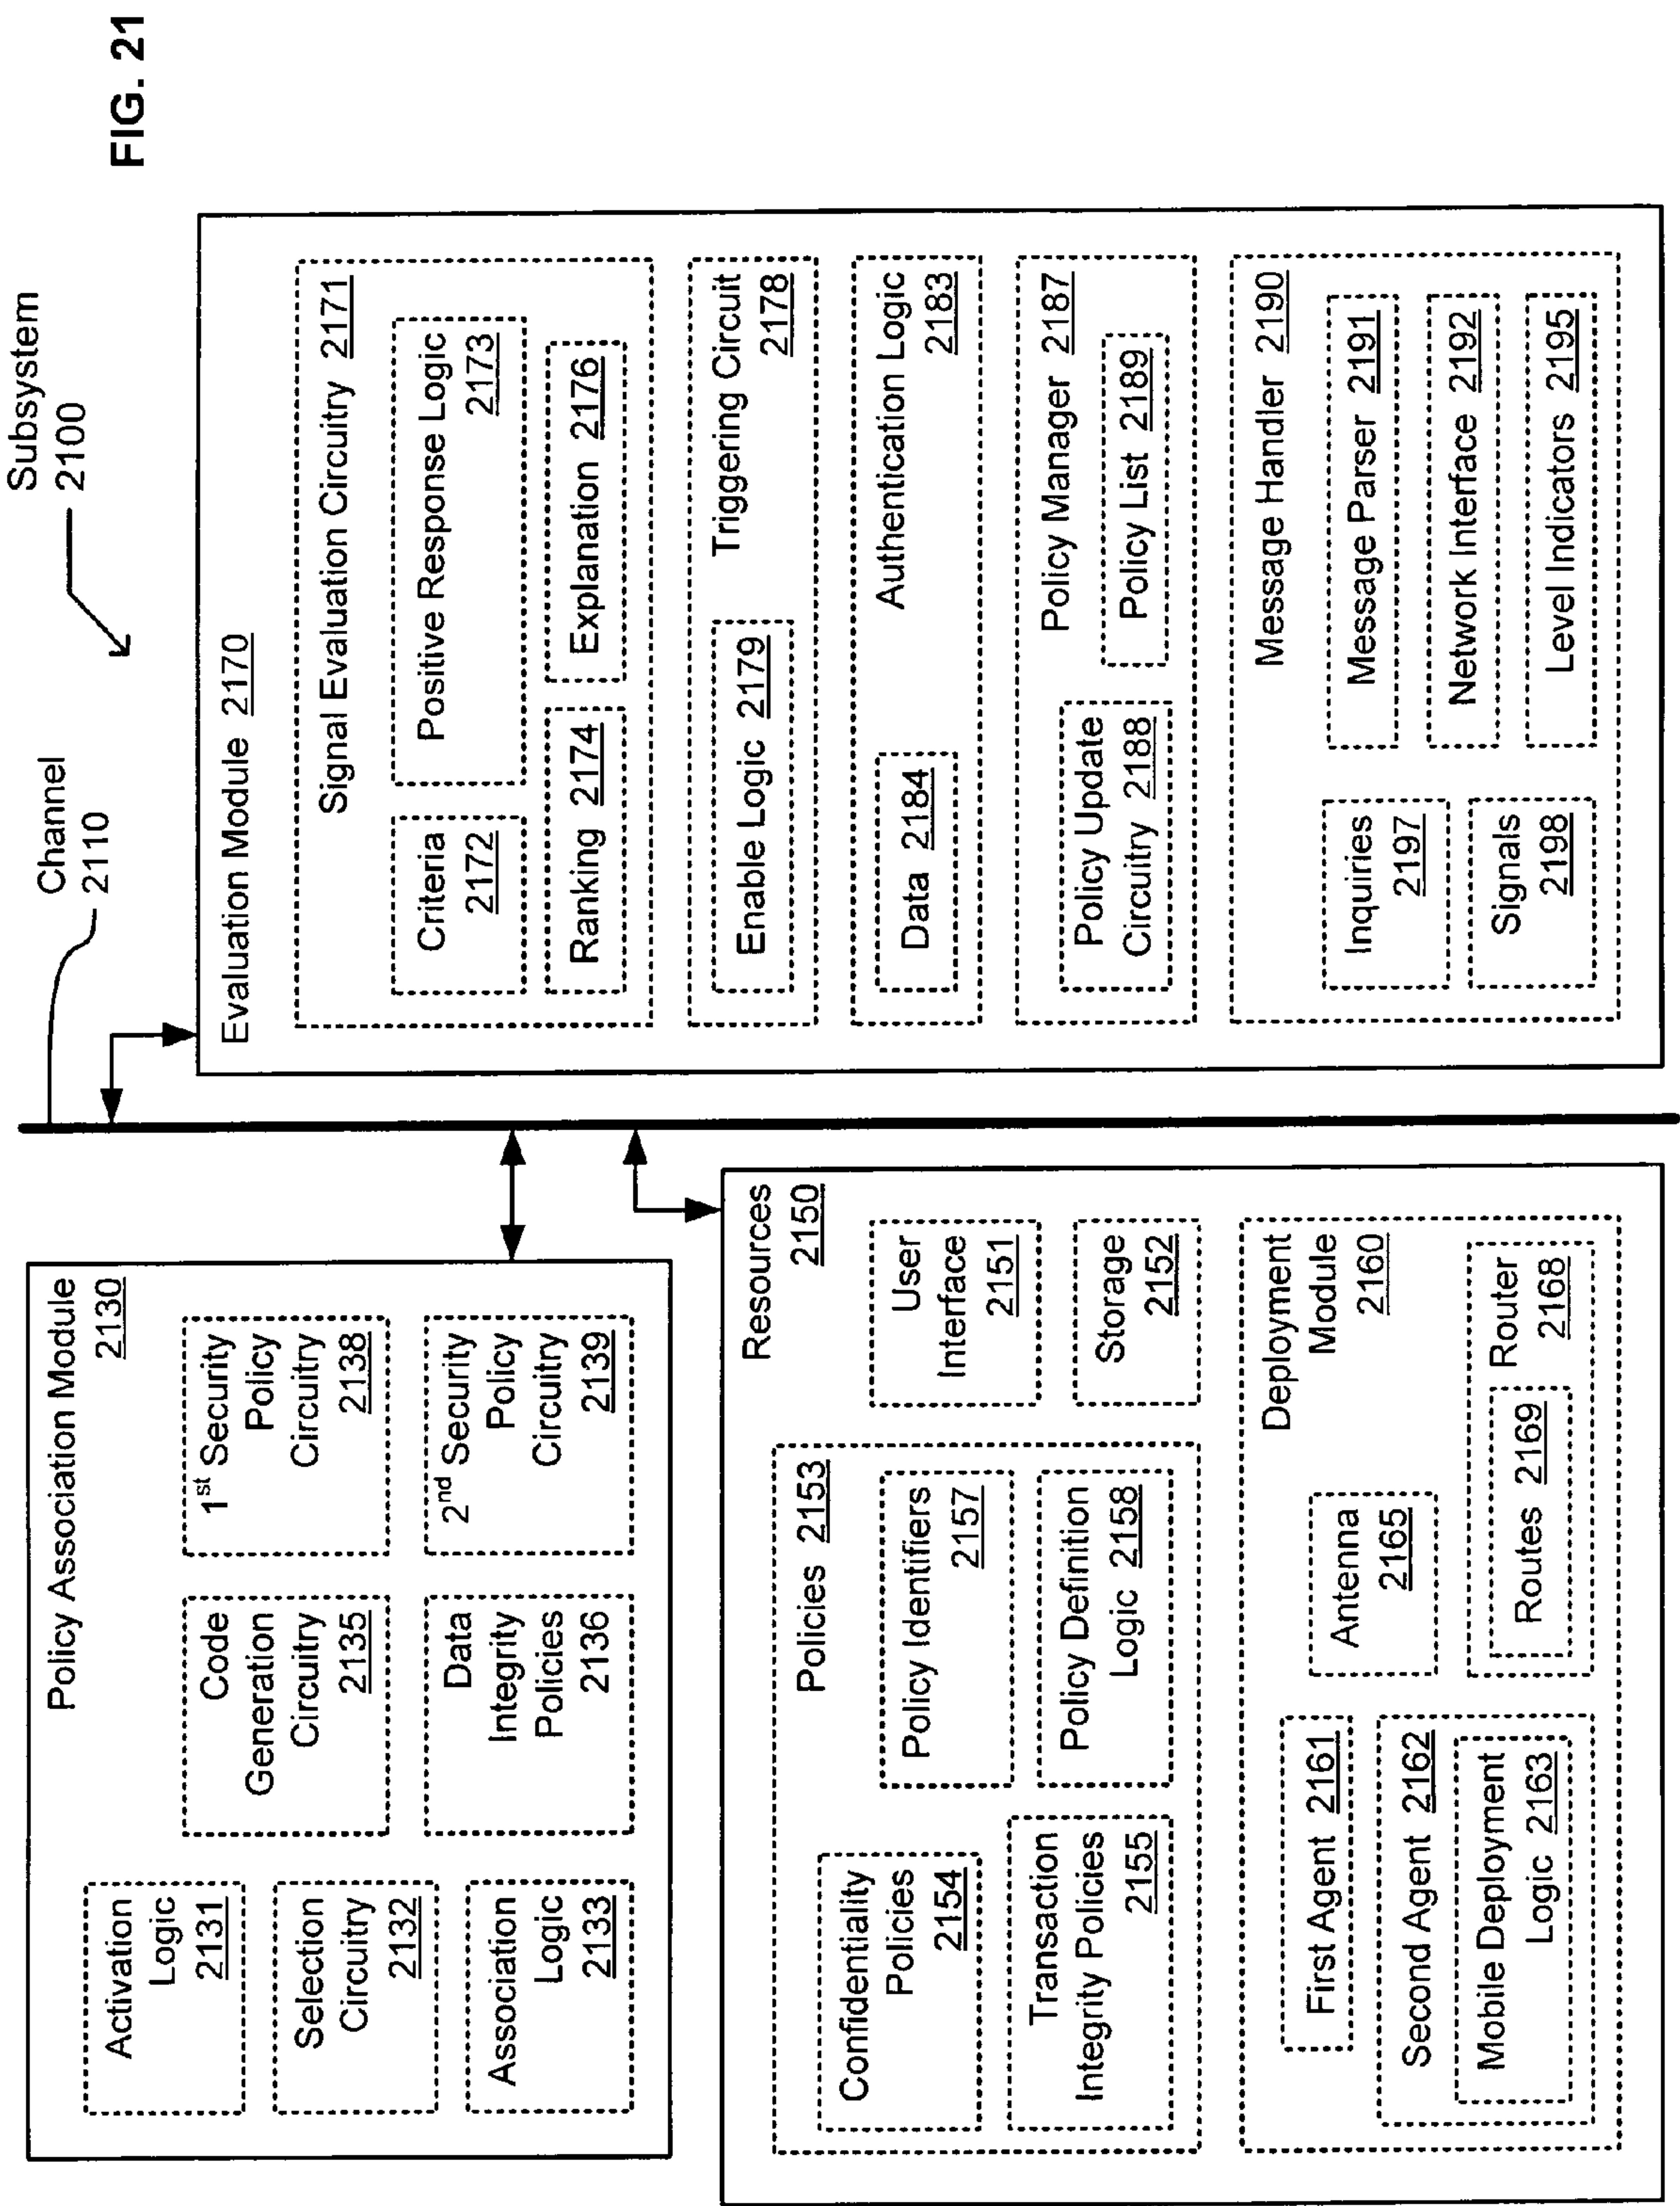 FIG. 21
Subsystem
2100
Channel
2110
Policy Association Module
2130
Activation
Logic
2131
Selection
Circuitry
2132
Association
Logic
2133
Code
Generation
Circuitry
2135
Data
Integrity
Policies
2136
1st Security
Policy
Circuitry
2138
2nd Security
Policy
Circuitry
2139
Resources
2150
User
Interface
2151
Storage
2152
Policies 2153
Confidentiality
Policies
2154
Transaction
Integrity Policies
2155
Policy Identifiers
2157
Policy Definition
Logic 2158
Deployment
Module
2160
First Agent 2161
Second Agent 2162
Mobile Deployment
Logic 2163
Antenna
2165
Router
2168
Routes 2169
Evaluation Module 2170
Signal Evaluation Circuitry 2171
Criteria
2172
Positive Response Logic
2173
Ranking 2174
Explanation 2176
Triggering Circuit
2178
Enable Logic 2179
Authentication Logic
2183
Data 2184
Policy Manager 2187
Policy Update
Circuitry 2188
Policy List 2189
Message Handler 2190
Message Parser 2191
Network Interface 2192
Level Indicators 2195
Inquiries
2197
Signals
2198